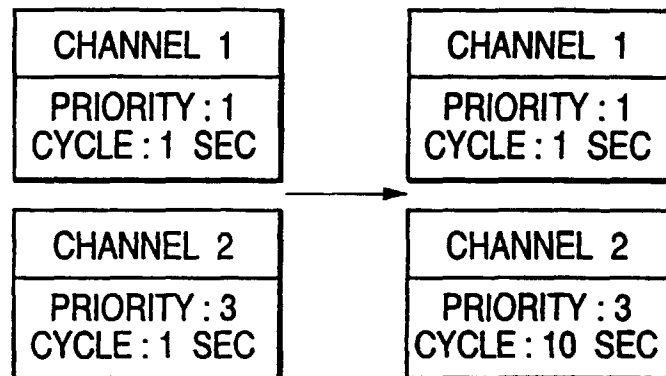 CHANNEL 1
PRIORITY : 1
CYCLE : 1 SEC
CHANNEL 2
PRIORITY : 3
CYCLE : 1 SEC
CHANNEL 1
PRIORITY : 1
CYCLE : 1 SEC
CHANNEL 2
PRIORITY : 3
CYCLE : 10 SEC